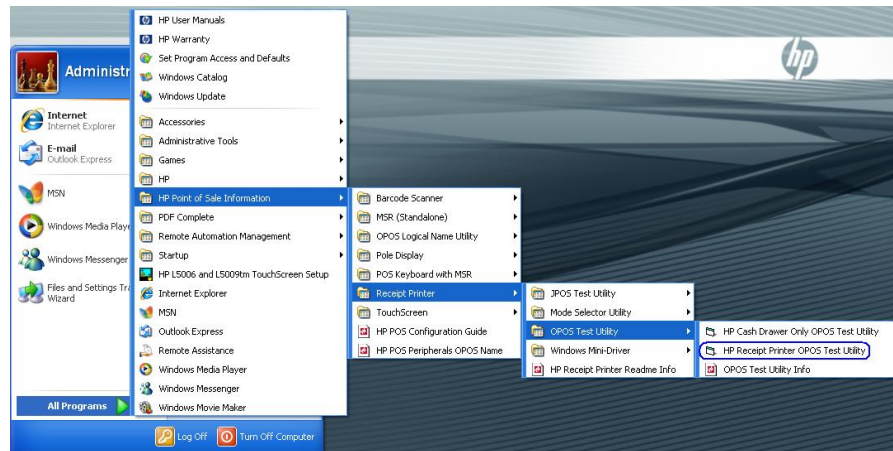 Administr
Internet
Internet Explorer
E-mail
Outlook Express
MSN
Windows Media Playe
Windows Messenger
Files and Settings Tra
Wizard
All Programs
Log Off
Turn Off Computer
HP User Manuals
HP Warranty
Set Program Access and Defaults
Windows Catalog
Windows Update
Accessories
Administrative Tools
Games
HP
HP Point of Sale Information
PDF Complete
Remote Automation Management
Startup
HP L5006 and L5009tm TouchScreen Setup
Internet Explorer
MSN
Outlook Express
Remote Assistance
Windows Media Player
Windows Messenger
Windows Movie Maker
Barcode Scanner
MSR (Standalone)
OPOS Logical Name Utility
Pole Display
POS Keyboard with MSR
Receipt Printer
TouchScreen
HP POS Configuration Guide
HP POS Peripherals OPOS Name
JPOS Test Utility
Mode Selector Utility
OPOS Test Utility
Windows Mini-Driver
HP Receipt Printer Readme Info
HP Cash Drawer Only OPOS Test Utility
HP Receipt Printer OPOS Test Utility
OPOS Test Utility Info
hp